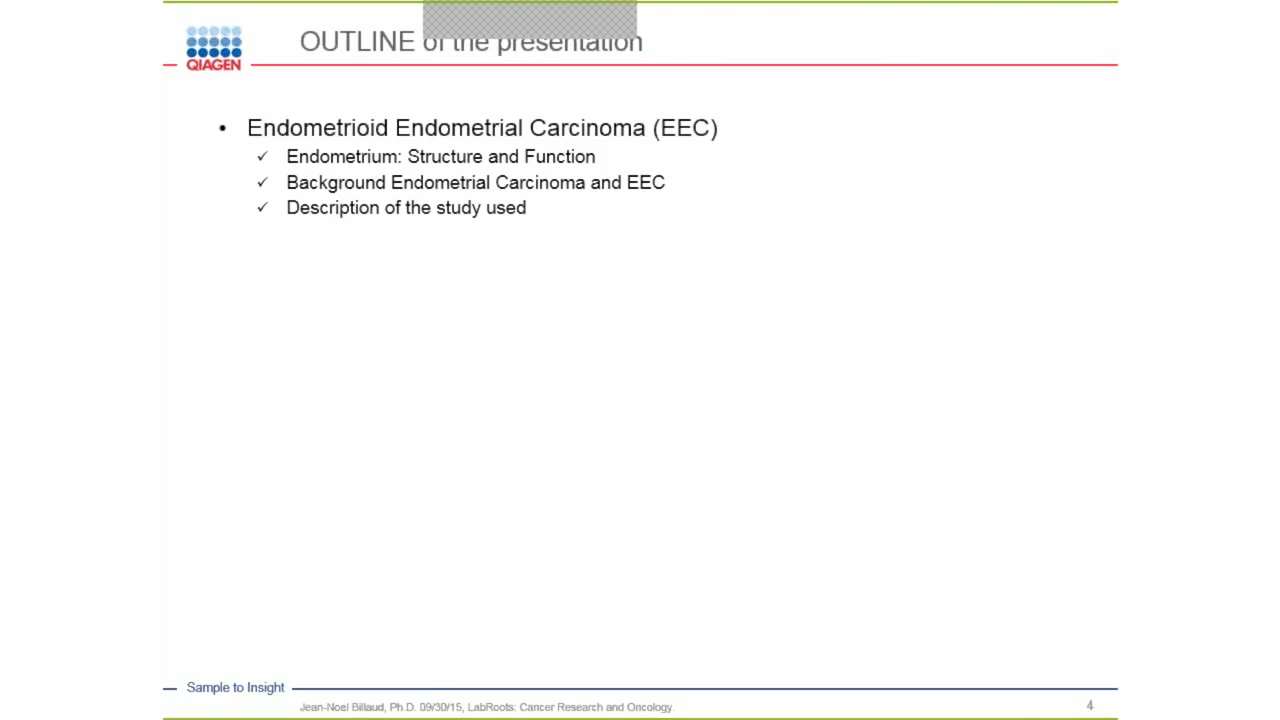 OUTLINE of the presentation
QIAGEN
• Endometrioid Endometrial Carcinoma (EEC)
✓ Endometrium: Structure and Function
✓ Background Endometrial Carcinoma and EEC
✓ Description of the study used
Sample to Insight
Jean-Noel Billaud, Ph.D. 09/30/15, LabRoots: Cancer Research and Oncology.
4